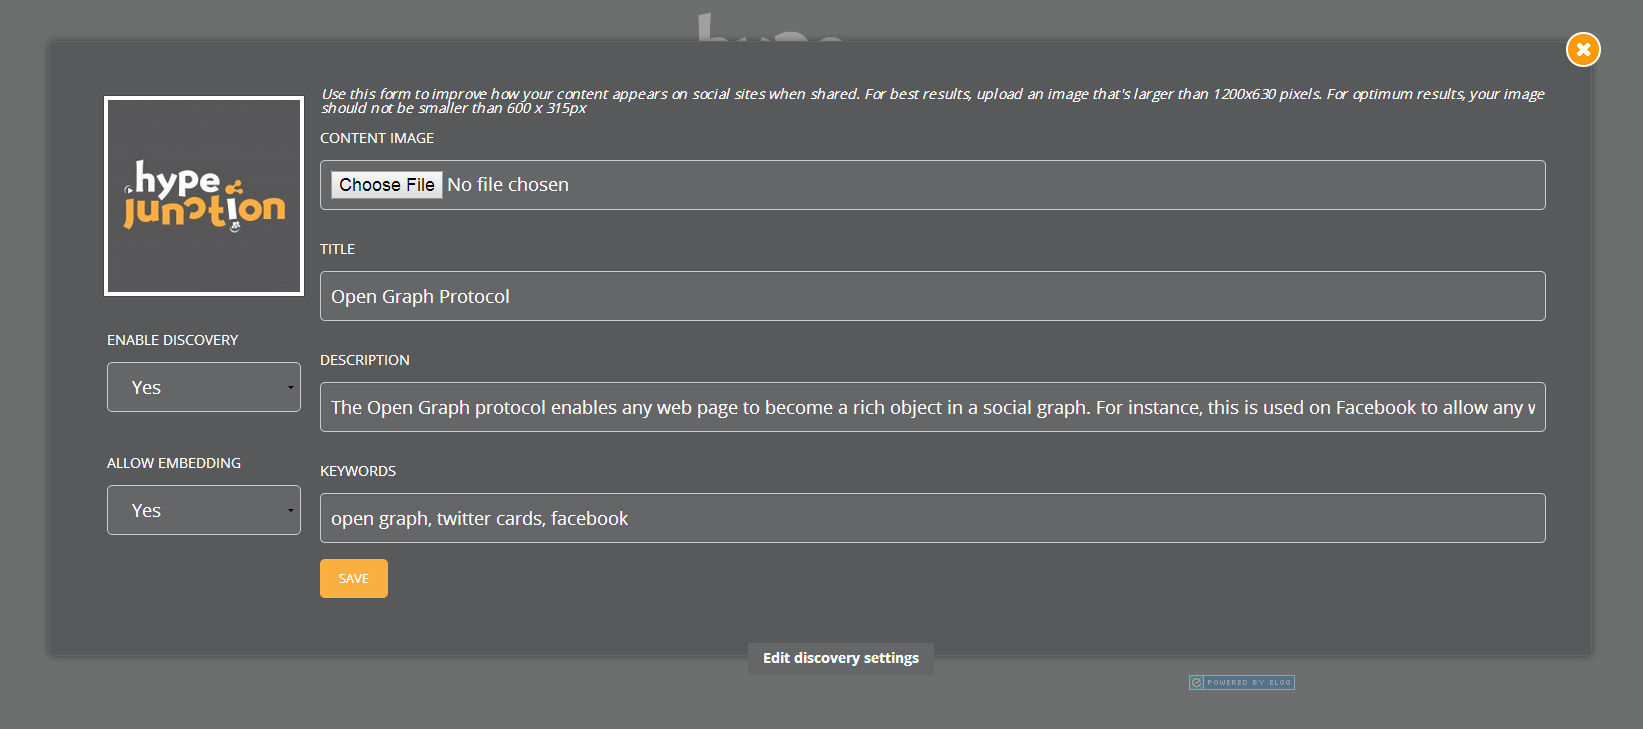 hype
Use this form to improve how your content appears on social sites when shared. For best results, upload an image that's larger than 1200x630 pixels. For optimum results, your image
should not be smaller than 600 x 315px
CONTENT IMAGE
Choose File No file chosen
hype
junction
TITLE
Open Graph Protocol
ENABLE DISCOVERY
Yes
DESCRIPTION
The Open Graph protocol enables any web page to become a rich object in a social graph. For instance, this is used on Facebook to allow any w
ALLOW EMBEDDING
Yes
KEYWORDS
open graph, twitter cards, facebook
SAVE
Edit discovery settings
POWERED BY ELGG